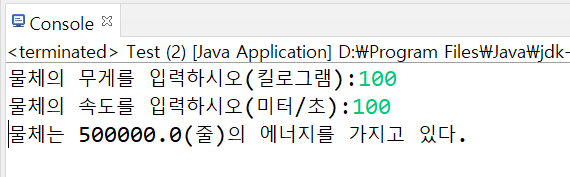 Console
<terminated> Test (2) [Java Application] D:\Program Files\Java\jdk-
물체의 무게를 입력하시오(킬로그램):100
물체의 속도를 입력하시오(미터/초):100
물체는 500000.0(줄)의 에너지를 가지고 있다.